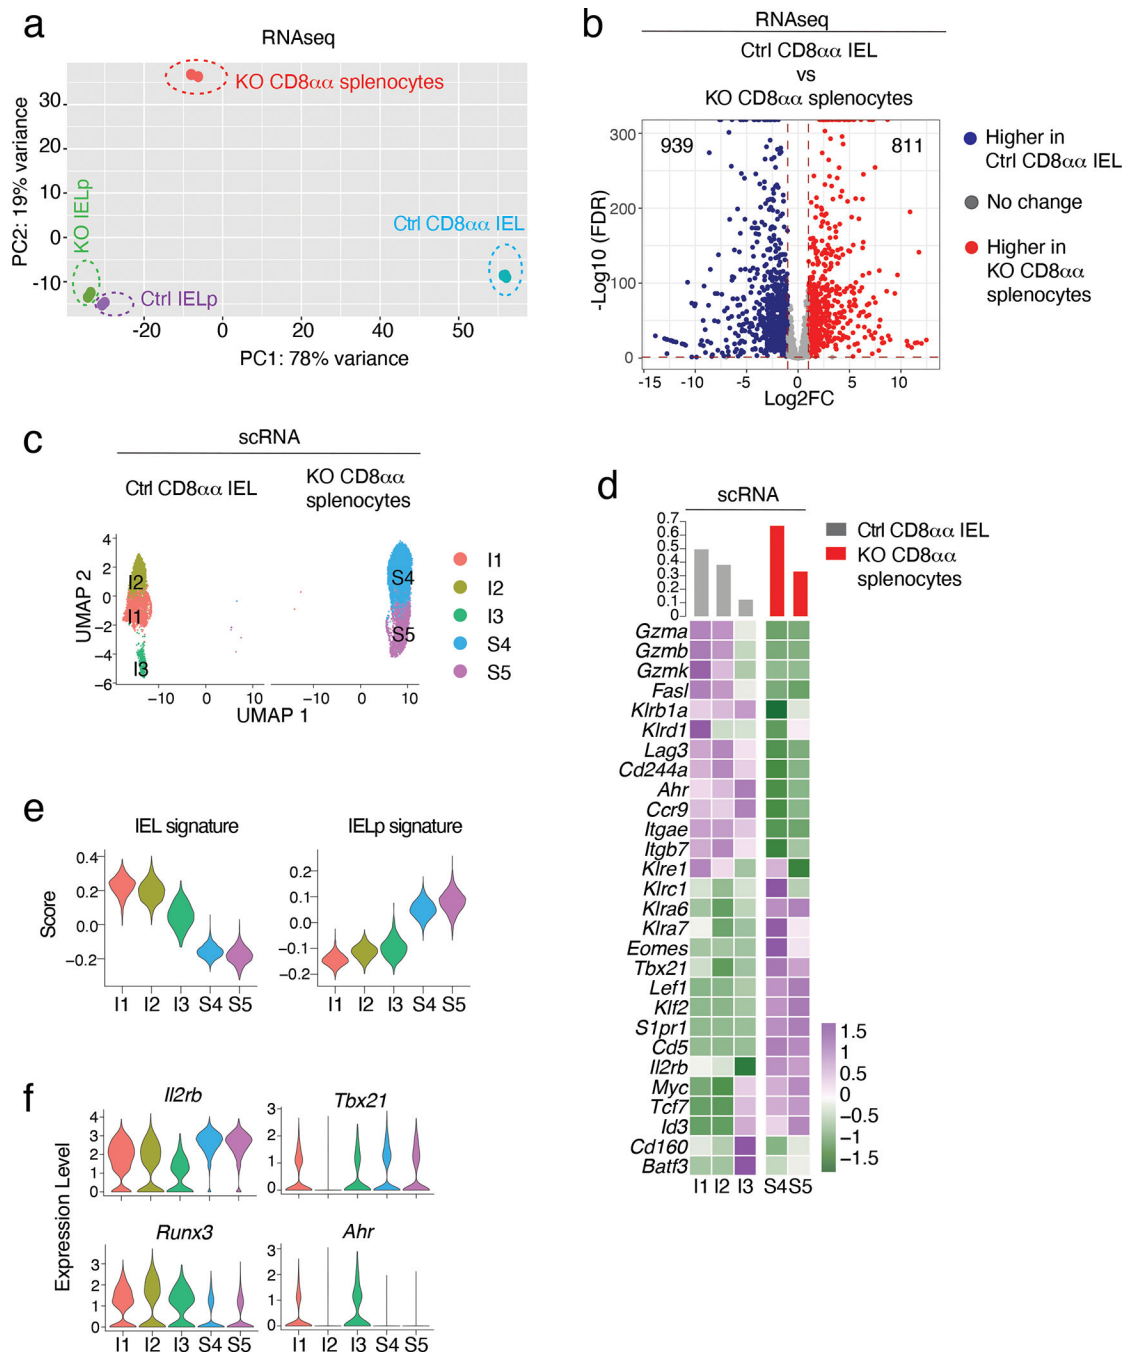 a
RNAseq
KO CD8αα splenocytes
KO IELp
Ctrl CD8αα IEL
Ctrl IELp
PC2: 19% variance
30
20
10
0
-10
-20
0
20
40
50
PC1: 78% variance
b
RNAseq
Ctrl CD8αα IEL
vs
KO CD8αα splenocytes
939
811
-Log10 (FDR)
300
200
100
50
0
-15
-10
-5
0
5
10
Log2FC
Higher in
Ctrl CD8αα IEL
No change
Higher in
KO CD8αα
splenocytes
c
scRNA
Ctrl CD8αα IEL
KO CD8αα
splenocytes
UMAP 2
4
2
0
−2
−4
−6
I2
I1
I3
S4
S5
−10
0
10
−10
0
10
UMAP 1
I1
I2
I3
S4
S5
d
scRNA
0.7
0.6
0.5
0.4
0.3
0.2
0.1
0
Ctrl CD8αα IEL
KO CD8αα
splenocytes
Gzma
Gzmb
Gzmk
Fasl
Klrb1a
Klrd1
Lag3
Cd244a
Ahr
Ccr9
Itgae
Itgb7
Klre1
Klrc1
Klra6
Klra7
Eomes
Tbx21
Lef1
Klf2
S1pr1
Cd5
Il2rb
Myc
Tcf7
Id3
Cd160
Batf3
I1 I2 I3 S4 S5
1.5
1
0.5
0
−0.5
−1
−1.5
e
IEL signature
Score
0.4
0.2
0.0
−0.2
I1 I2 I3 S4 S5
IELp signature
0.2
0.1
0.0
−0.1
−0.2
I1 I2 I3 S4 S5
f
Expression Level
Il2rb
4
3
2
1
0
Tbx21
3
2
1
0
Runx3
3
2
1
0
I1 I2 I3 S4 S5
Ahr
3
2
1
0
I1 I2 I3 S4 S5